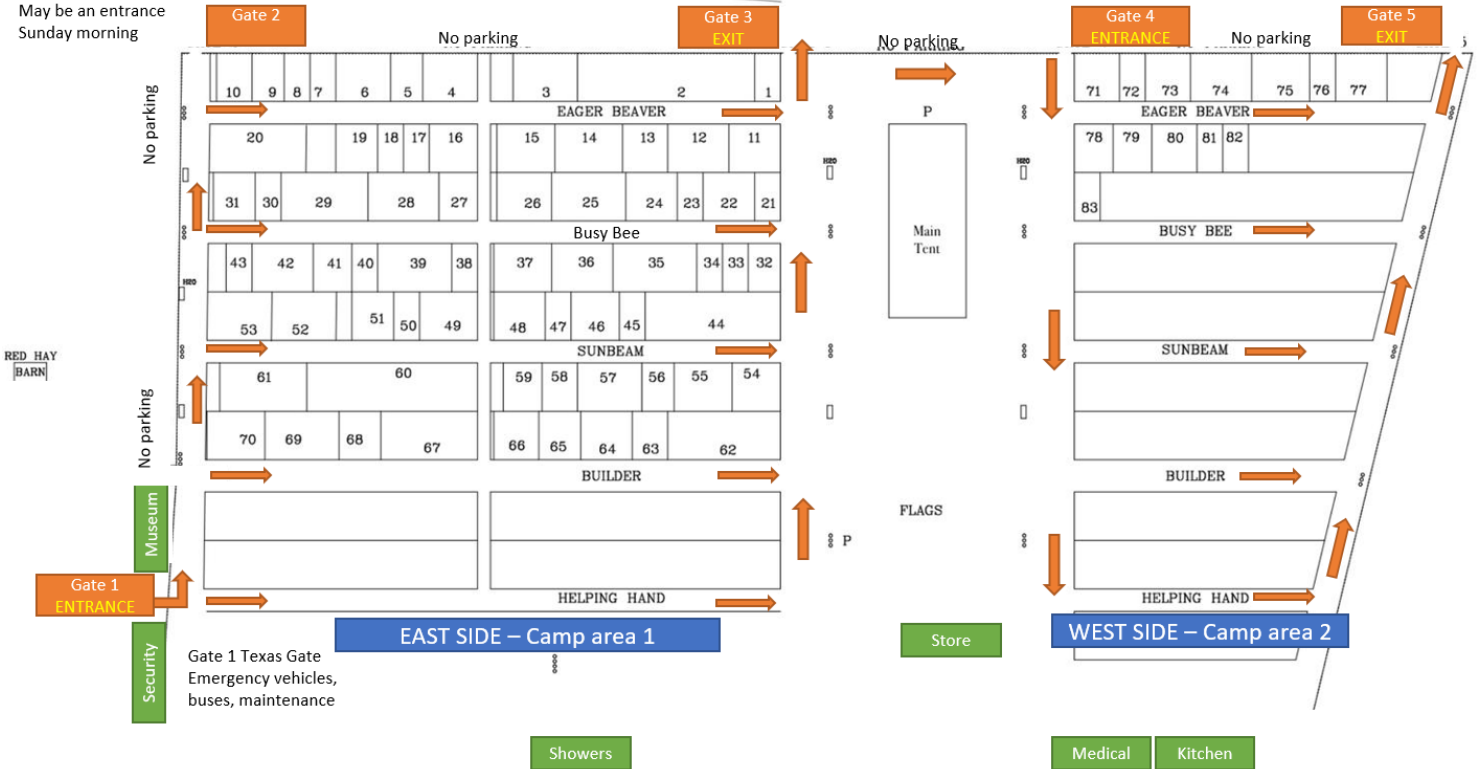 May be an entrance
Sunday morning
Gate 2
Gate 3
EXIT
Gate 4
ENTRANCE
Gate 5
EXIT
No parking
No parking
No parking
No parking
10 9 8 7 6 5 4 3 2 1
71 72 73 74 75 76 77
EAGER BEAVER
P
EAGER BEAVER
20 19 18 17 16 15 14 13 12 11
78 79 80 81 82
H20
H20
31 30 29 28 27 26 25 24 23 22 21
83
Busy Bee
Main
Tent
BUSY BEE
43 42 41 40 39 38 37 36 35 34 33 32
H20
53 52 51 50 49 48 47 46 45 44
SUNBEAM
SUNBEAM
RED HAY
BARN
61 60 59 58 57 56 55 54
No parking
70 69 68 67 66 65 64 63 62
BUILDER
BUILDER
Museum
FLAGS
P
Gate 1
ENTRANCE
HELPING HAND
HELPING HAND
EAST SIDE – Camp area 1
Store
WEST SIDE – Camp area 2
Security
Gate 1 Texas Gate
Emergency vehicles,
buses, maintenance
Showers
Medical
Kitchen